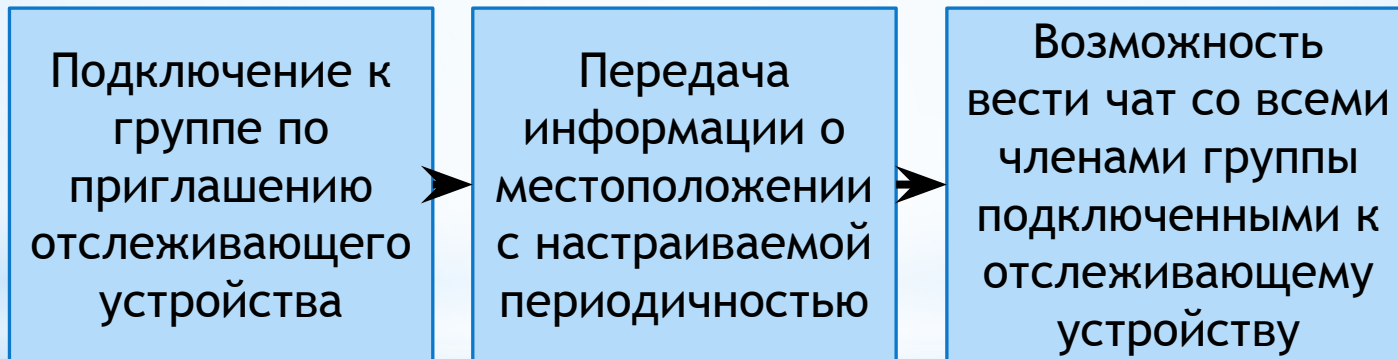 Подключение к
группе по
приглашению
отслеживающего
устройства
Передача
информации о
местоположении
с настраиваемой
периодичностью
Возможность
вести чат со всеми
членами группы
подключенными к
отслеживающему
устройству